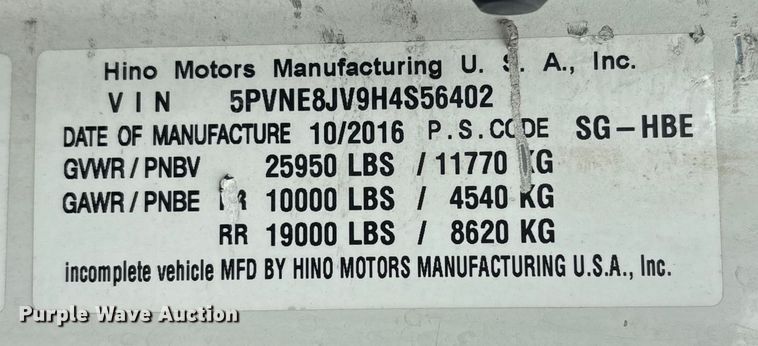 Hino Motors Manufacturing U. S. A., Inc.
VIN 5PVNE8JV9H4S56402
DATE OF MANUFACTURE 10/2016 P.S.CODE SG-HBE
GVWR/PNBV 25950 LBS / 11770 KG
GAWR/PNBE FR 10000 LBS / 4540 KG
RR 19000 LBS / 8620 KG
incomplete vehicle MFD BY HINO MOTORS MANUFACTURING U.S.A., Inc.
Purple Wave Auction